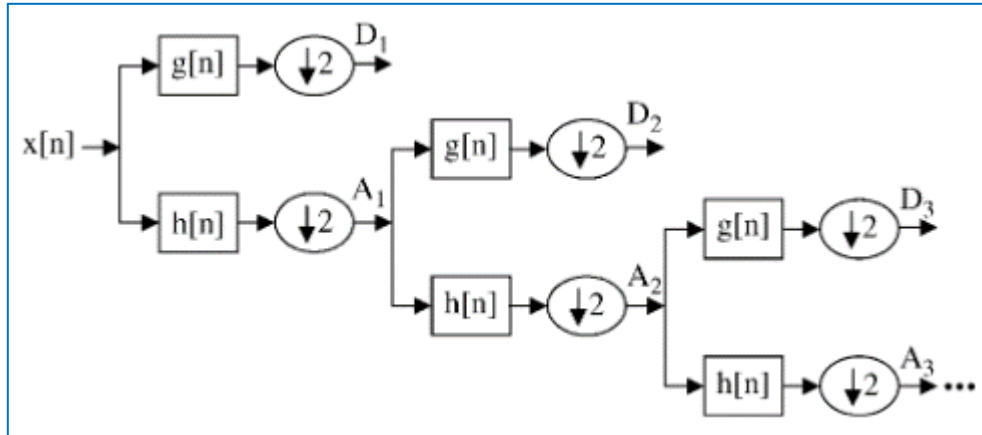 D₁
g[n] ↓2
x[n]
D₂
g[n] ↓2
A₁
h[n] ↓2
D₃
g[n] ↓2
A₂
h[n] ↓2
A₃
h[n] ↓2 •••